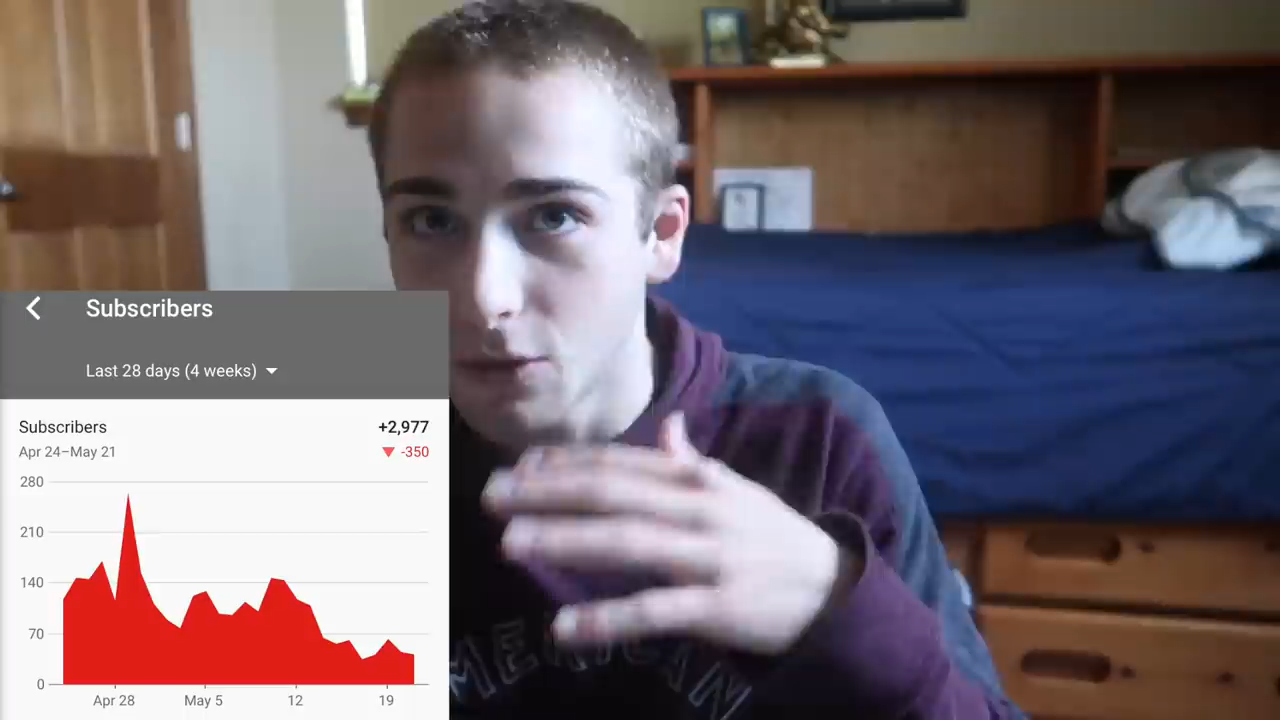 Subscribers
Last 28 days (4 weeks)
Subscribers
+2,977
Apr 24–May 21
-350
280
210
140
70
0
Apr 28
May 5
12
19
MERICAN